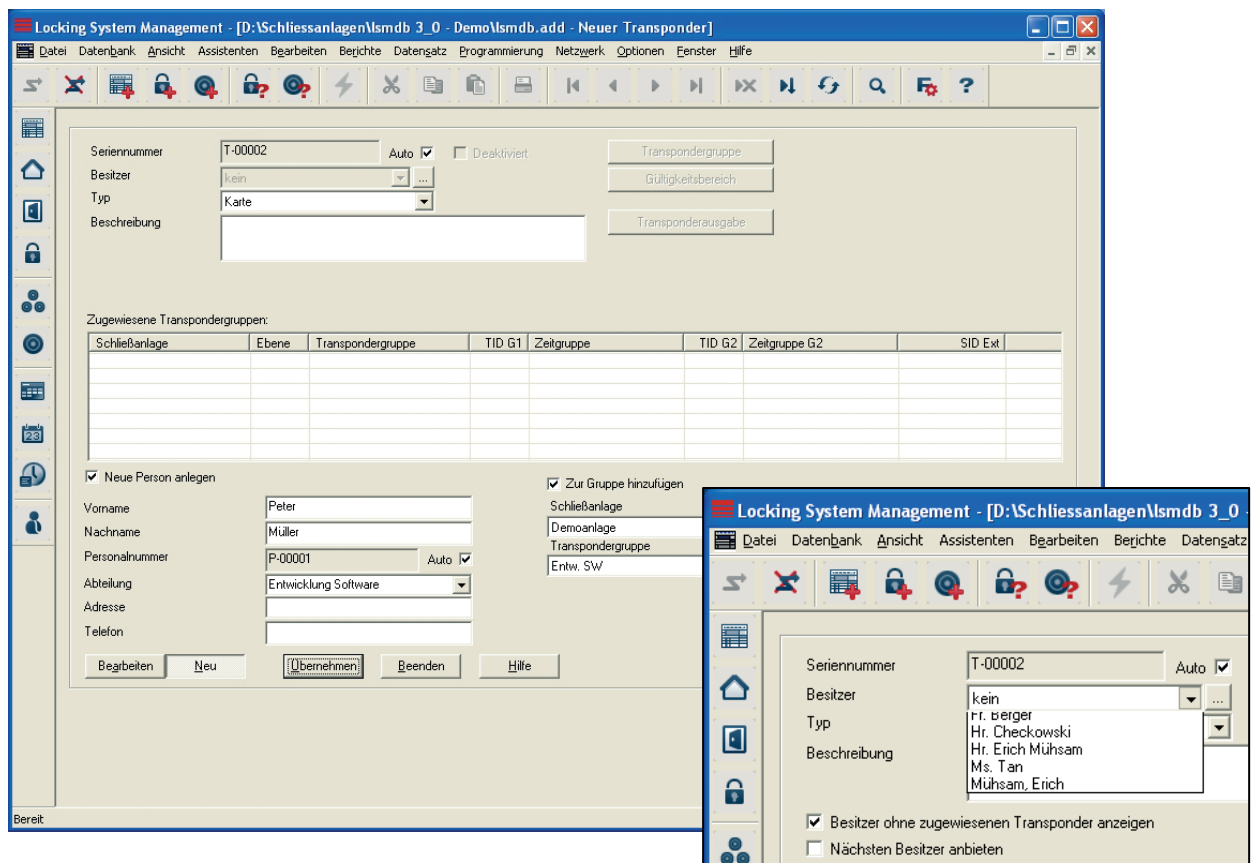 Locking System Management - [D:\Schliessanlagen\lsmdb 3_0 - Demo\lsmdb.add - Neuer Transponder]
Datei Datenbank Ansicht Assistenten Bearbeiten Berichte Datensatz Programmierung Netzwerk Optionen Fenster Hilfe
Seriennummer T-00002 Auto Deaktiviert Transpondergruppe
Besitzer kein ... Gültigkeitsbereich
Typ Karte
Beschreibung Transponderausgabe
Zugewiesene Transpondergruppen:
Schließanlage Ebene Transpondergruppe TID G1 Zeitgruppe TID G2 Zeitgruppe G2 SID Ext
23
Neue Person anlegen Zur Gruppe hinzufügen
Vorname Peter Schließanlage
Nachname Müller Demoanlage
Personalnummer P-00001 Auto Transpondergruppe
Abteilung Entwicklung Software Entw. SW
Adresse
Telefon
Bearbeiten Neu Übernehmen Beenden Hilfe
Bereit
Locking System Management - [D:\Schliessanlagen\lsmdb 3_0 -
Datei Datenbank Ansicht Assistenten Bearbeiten Berichte Datensatz
Seriennummer T-00002 Auto
Besitzer kein ...
Fr. Berger
Typ Hr. Checkowski
Hr. Erich Mühsam
Beschreibung Ms. Tan
Mühsam, Erich
Besitzer ohne zugewiesenen Transponder anzeigen
Nächsten Besitzer anbieten